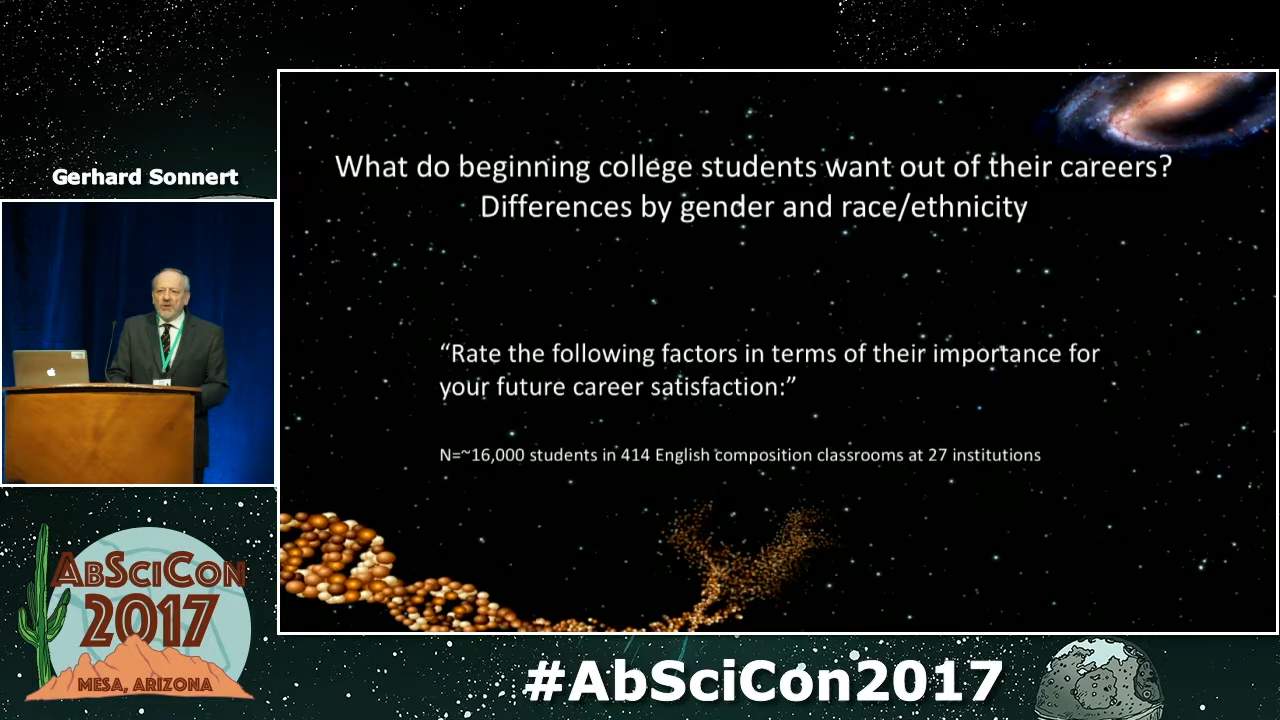 Gerhard Sonnert
What do beginning college students want out of their careers?
Differences by gender and race/ethnicity
“Rate the following factors in terms of their importance for
your future career satisfaction:”
N=~16,000 students in 414 English composition classrooms at 27 institutions
ABSCICON
2017
MESA, ARIZONA
#AbSciCon2017